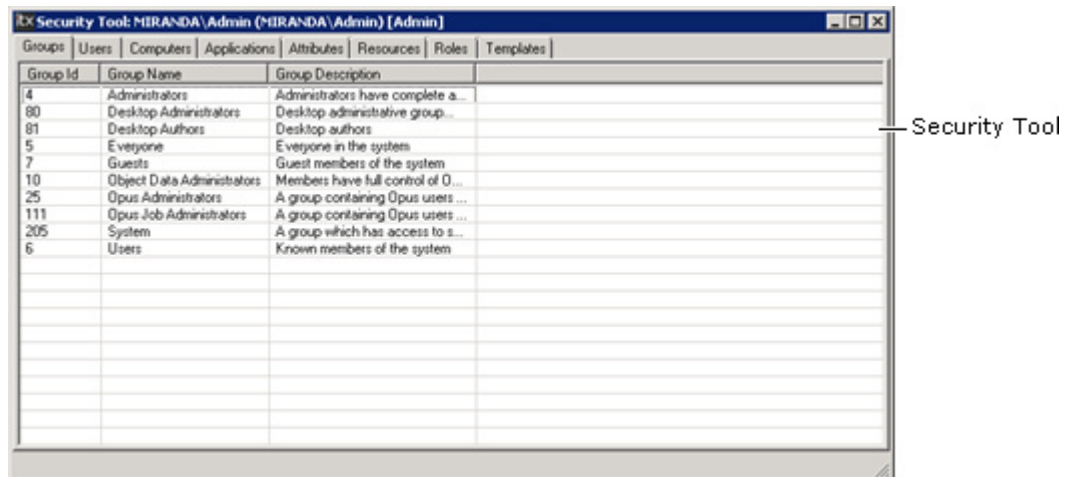 Security Tool: MIRANDA\Admin (MIRANDA\Admin) [Admin]
Groups Users Computers Applications Attributes Resources Roles Templates
Group Id Group Name Group Description
4 Administrators Administrators have complete a...
80 Desktop Administrators Desktop administrative group...
81 Desktop Authors Desktop authors
5 Everyone Everyone in the system
7 Guests Guest members of the system
10 Object Data Administrators Members have full control of O...
25 Opus Administrators A group containing Opus users ...
111 Opus Job Administrators A group containing Opus users ...
205 System A group which has access to s...
6 Users Known members of the system
Security Tool